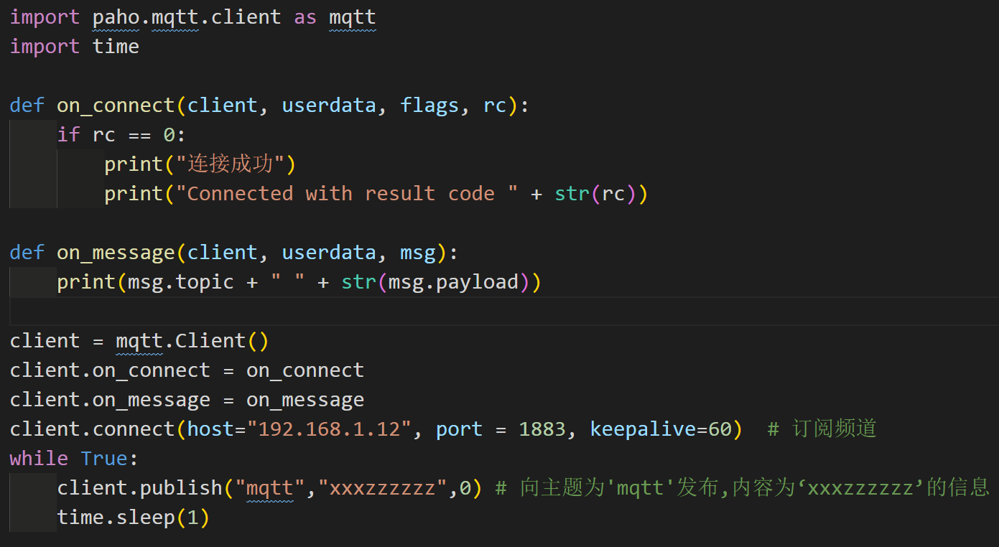 import paho.mqtt.client as mqtt
import time
def on_connect(client, userdata, flags, rc):
if rc == 0:
print("连接成功")
print("Connected with result code " + str(rc))
def on_message(client, userdata, msg):
print(msg.topic + " " + str(msg.payload))
client = mqtt.Client()
client.on_connect = on_connect
client.on_message = on_message
client.connect(host="192.168.1.12", port = 1883, keepalive=60)  # 订阅频道
while True:
client.publish("mqtt","xxxzzzzzz",0) # 向主题为'mqtt'发布,内容为‘xxxzzzzzz’的信息
time.sleep(1)